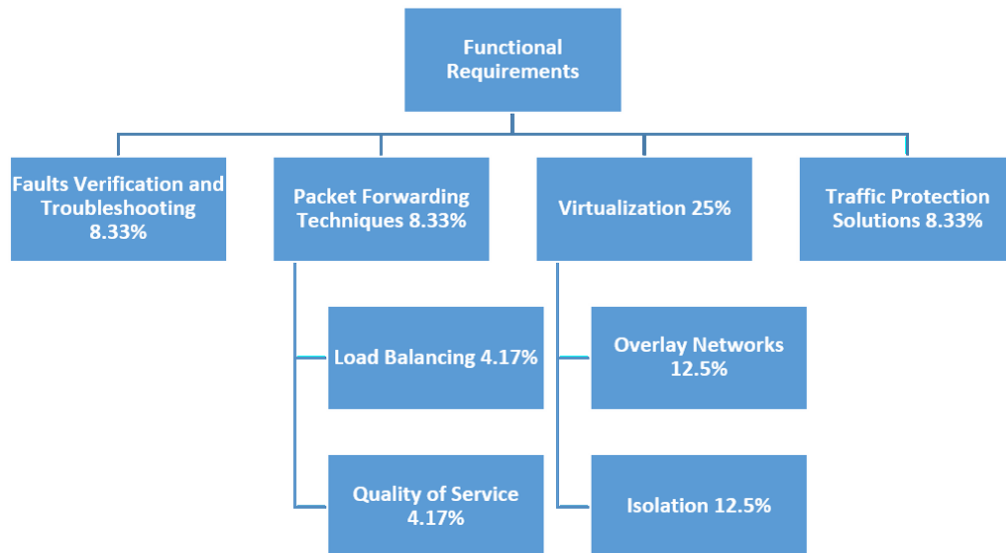 Functional
Requirements
Faults Verification and
Troubleshooting
8.33%
Packet Forwarding
Techniques 8.33%
Virtualization 25%
Traffic Protection
Solutions 8.33%
Load Balancing 4.17%
Overlay Networks
12.5%
Quality of Service
4.17%
Isolation 12.5%